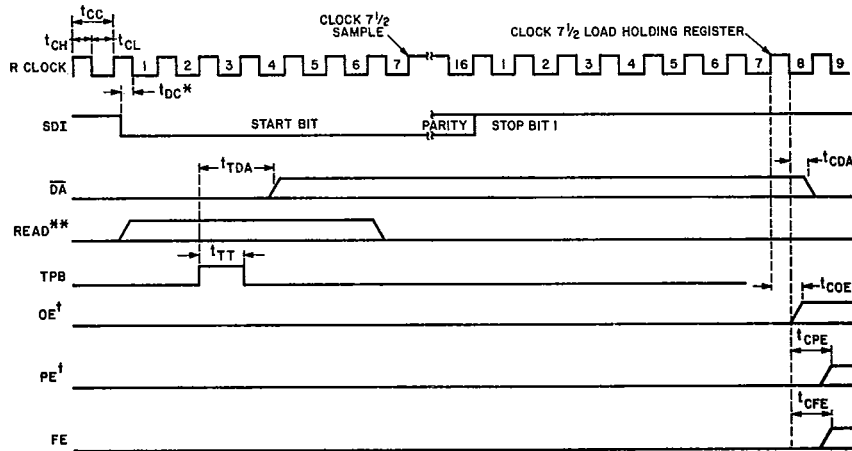 tCC
CLOCK 7½ SAMPLE
CLOCK 7½ LOAD HOLDING REGISTER
tCH tCL
R CLOCK 1 2 3 4 5 6 7 16 1 2 3 4 5 6 7 8 9
tDC*
SDI START BIT PARITY STOP BIT 1
tTDA tCDA
DA
READ**
tTT
TPB
tCOE
OE†
tCPE
PE†
tCFE
FE